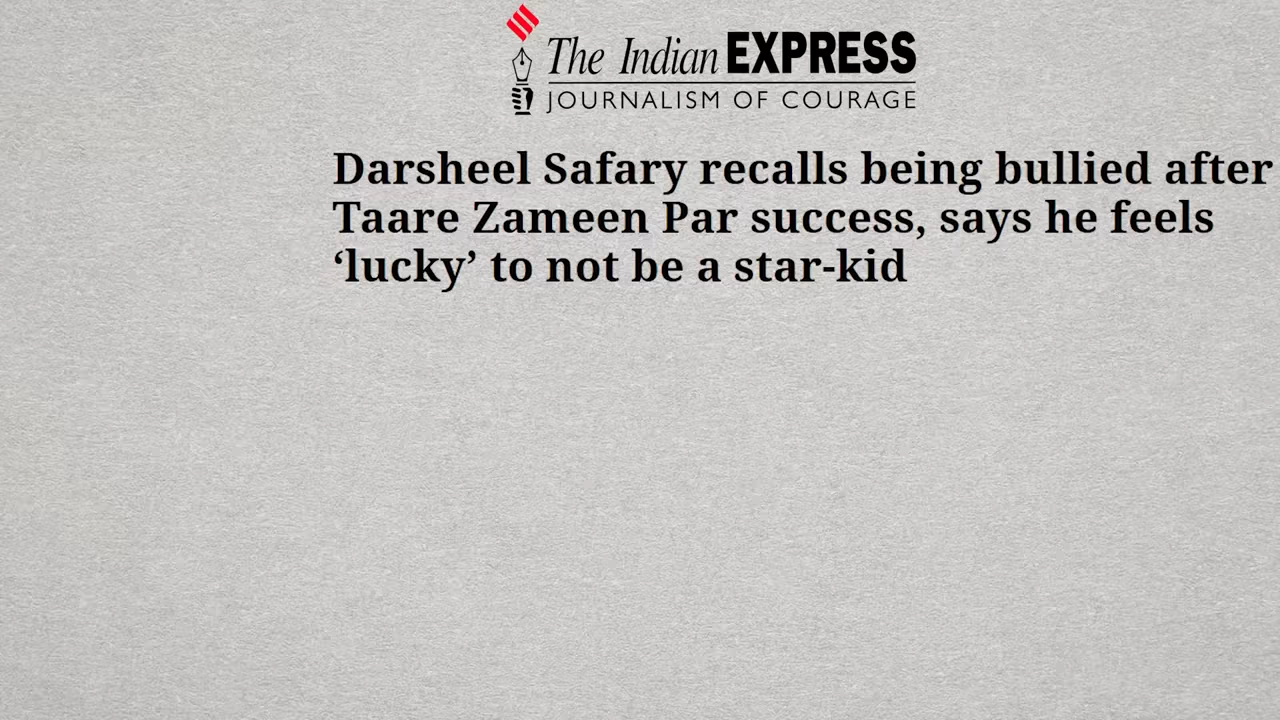 The Indian EXPRESS
JOURNALISM OF COURAGE
Darsheel Safary recalls being bullied after
Taare Zameen Par success, says he feels
‘lucky’ to not be a star-kid